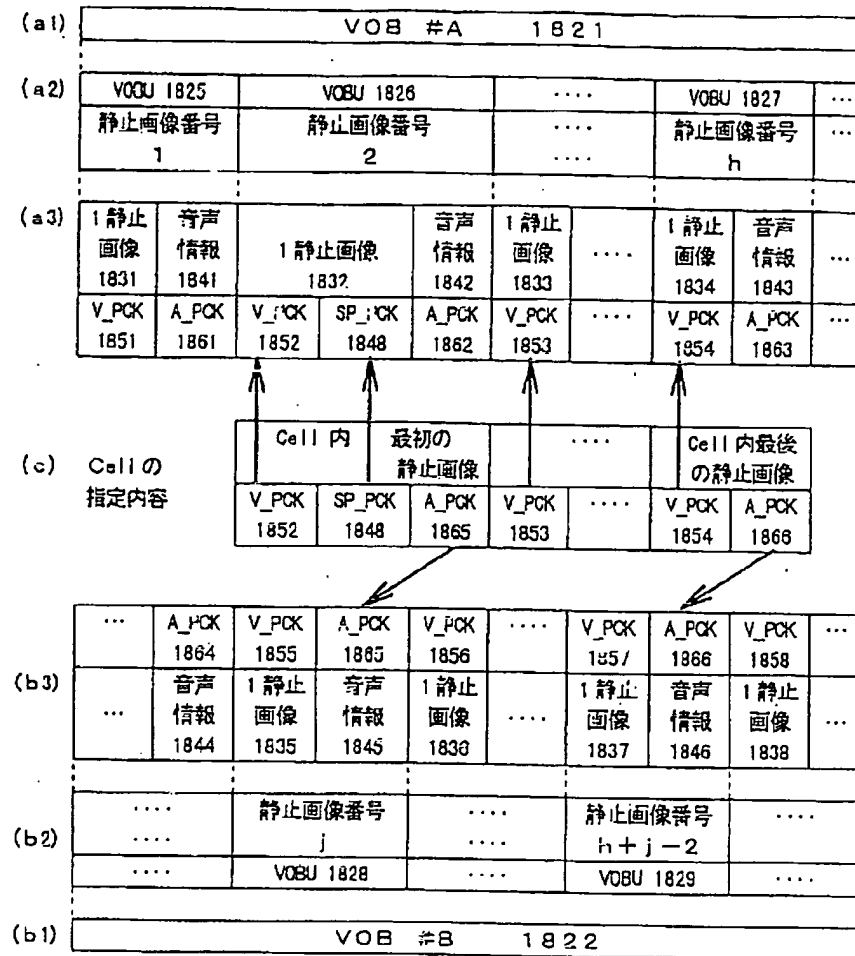 (a1) VOB #A 1821
(a2) VOBU 1825 VOBU 1826 ···· VOBU 1827 ···
静止画像番号 静止画像番号 ···· 静止画像番号 ···
1 2 ···· h
(a3) 1静止 音声 1静止画像 音声 1静止 ···· 1静止 音声 ···
画像 情報 1832 情報 画像 画像 情報
1831 1841 1842 1833 1834 1843
V_PCK A_PCK V_PCK SP_PCK A_PCK V_PCK ···· V_PCK A_PCK ···
1851 1861 1852 1848 1862 1853 1854 1863
(c) Cellの
指定内容
Cell内 最初の ···· Cell内最後
静止画像 の静止画像
V_PCK SP_PCK A_PCK V_PCK ···· V_PCK A_PCK
1852 1848 1865 1853 1854 1866
··· A_PCK V_PCK A_PCK V_PCK ···· V_PCK A_PCK V_PCK ···
1864 1855 1865 1856 1857 1866 1858
(b3) ··· 音声 1静止 音声 1静止 ···· 1静止 音声 1静止 ···
情報 画像 情報 画像 画像 情報 画像
1844 1835 1845 1836 1837 1846 1838
(b2) ···· 静止画像番号 ···· 静止画像番号 ····
···· j ···· h+j-2
···· VOBU 1828 ···· VOBU 1829 ····
(b1) VOB #B 1822